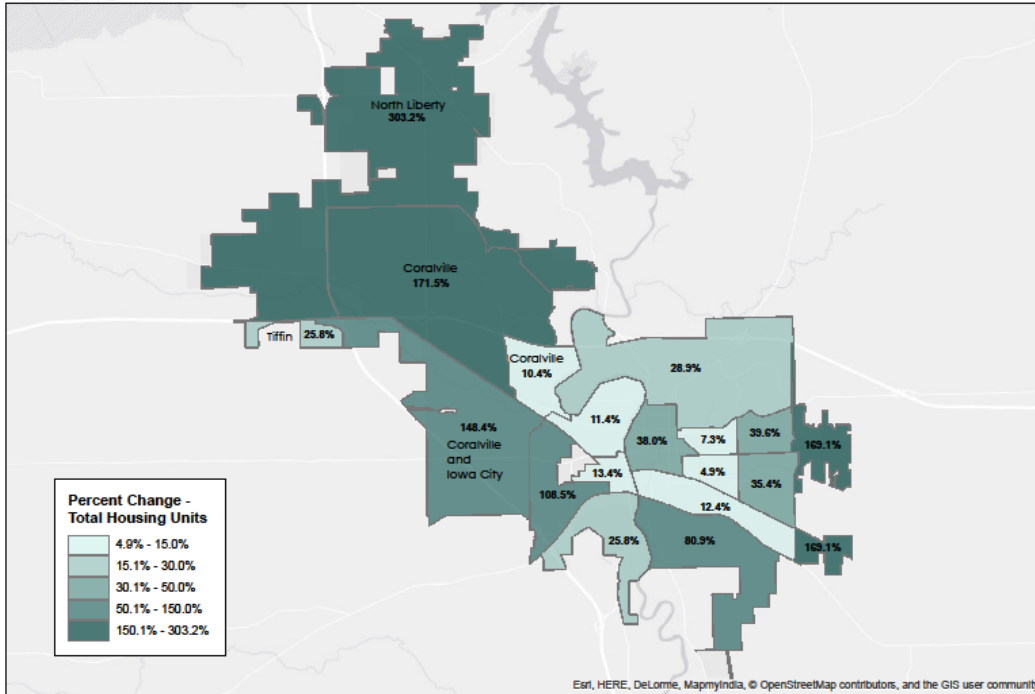 North Liberty
303.2%
Coralville
171.5%
Tiffin
25.8%
Coralville
10.4%
28.9%
11.4%
148.4%
Coralville
and
Iowa City
38.0%
7.3%
39.6%
169.1%
13.4%
4.9%
35.4%
108.5%
12.4%
25.8%
80.9%
169.1%
Percent Change -
Total Housing Units
4.9% - 15.0%
15.1% - 30.0%
30.1% - 50.0%
50.1% - 150.0%
150.1% - 303.2%
Esri, HERE, DeLorme, MapmyIndia, © OpenStreetMap contributors, and the GIS user community